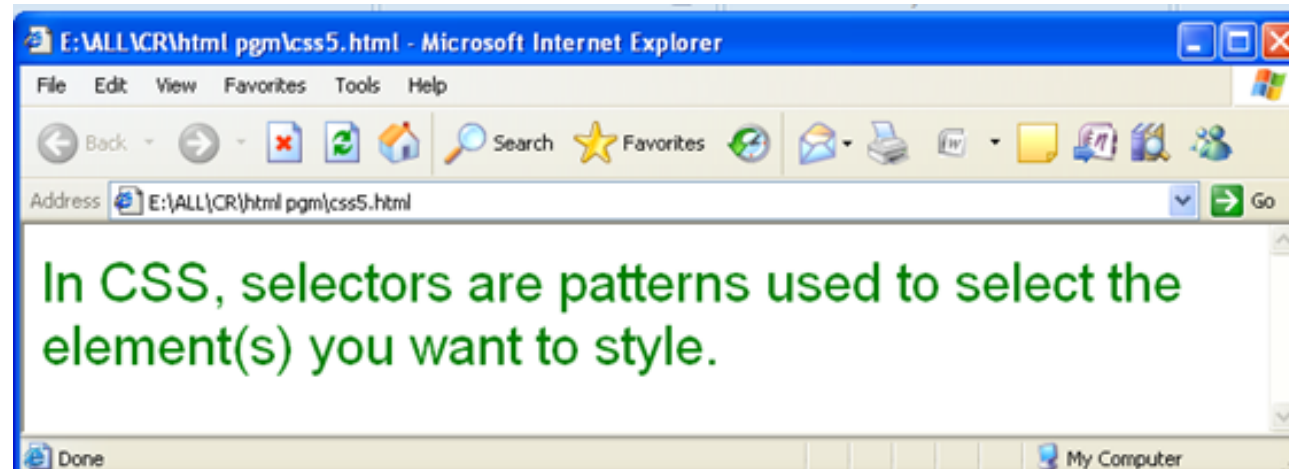 E:\ALL\CR\html pgm\css5.html - Microsoft Internet Explorer
File Edit View Favorites Tools Help
Back Search Favorites
Address E:\ALL\CR\html pgm\css5.html Go
In CSS, selectors are patterns used to select the
element(s) you want to style.
Done My Computer